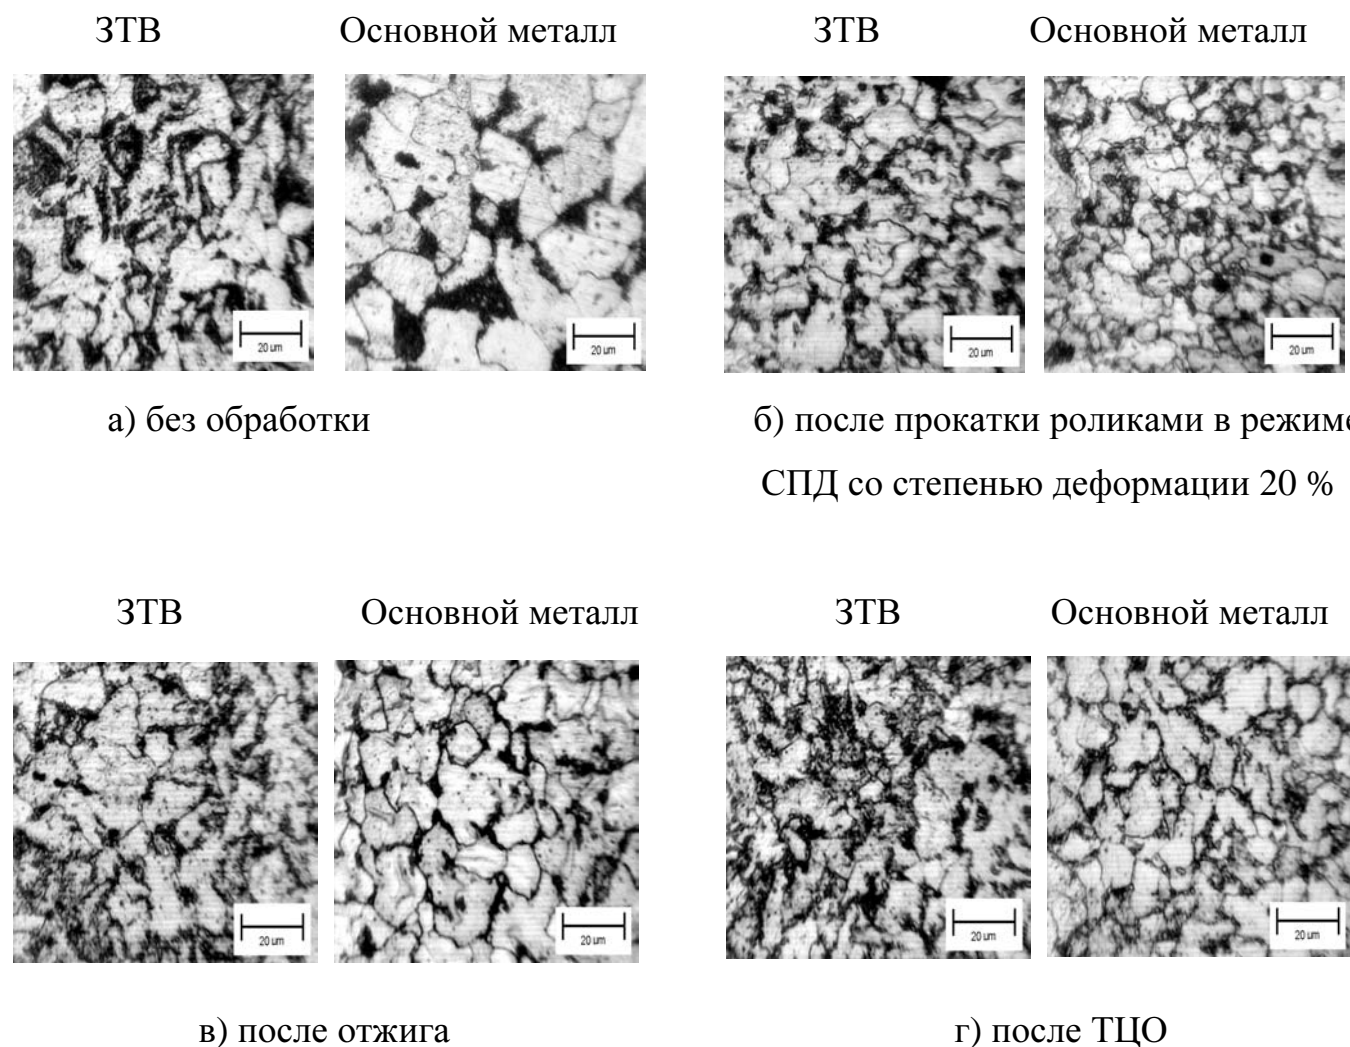 ЗТВ Основной металл ЗТВ Основной металл
20 um 20 um 20 um 20 um
а) без обработки б) после прокатки роликами в режиме
СПД со степенью деформации 20 %
ЗТВ Основной металл ЗТВ Основной металл
20 um 20 um 20 um 20 um
в) после отжига г) после ТЦО